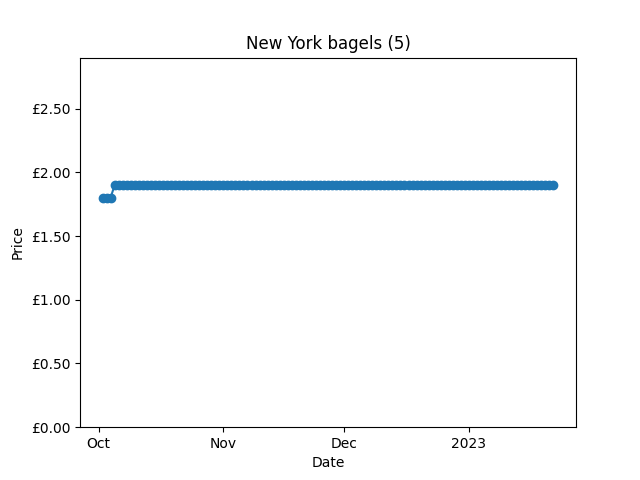 New York bagels (5)
£2.50
£2.00
£1.50
£1.00
£0.50
£0.00
Price
Oct Nov Dec 2023
Date